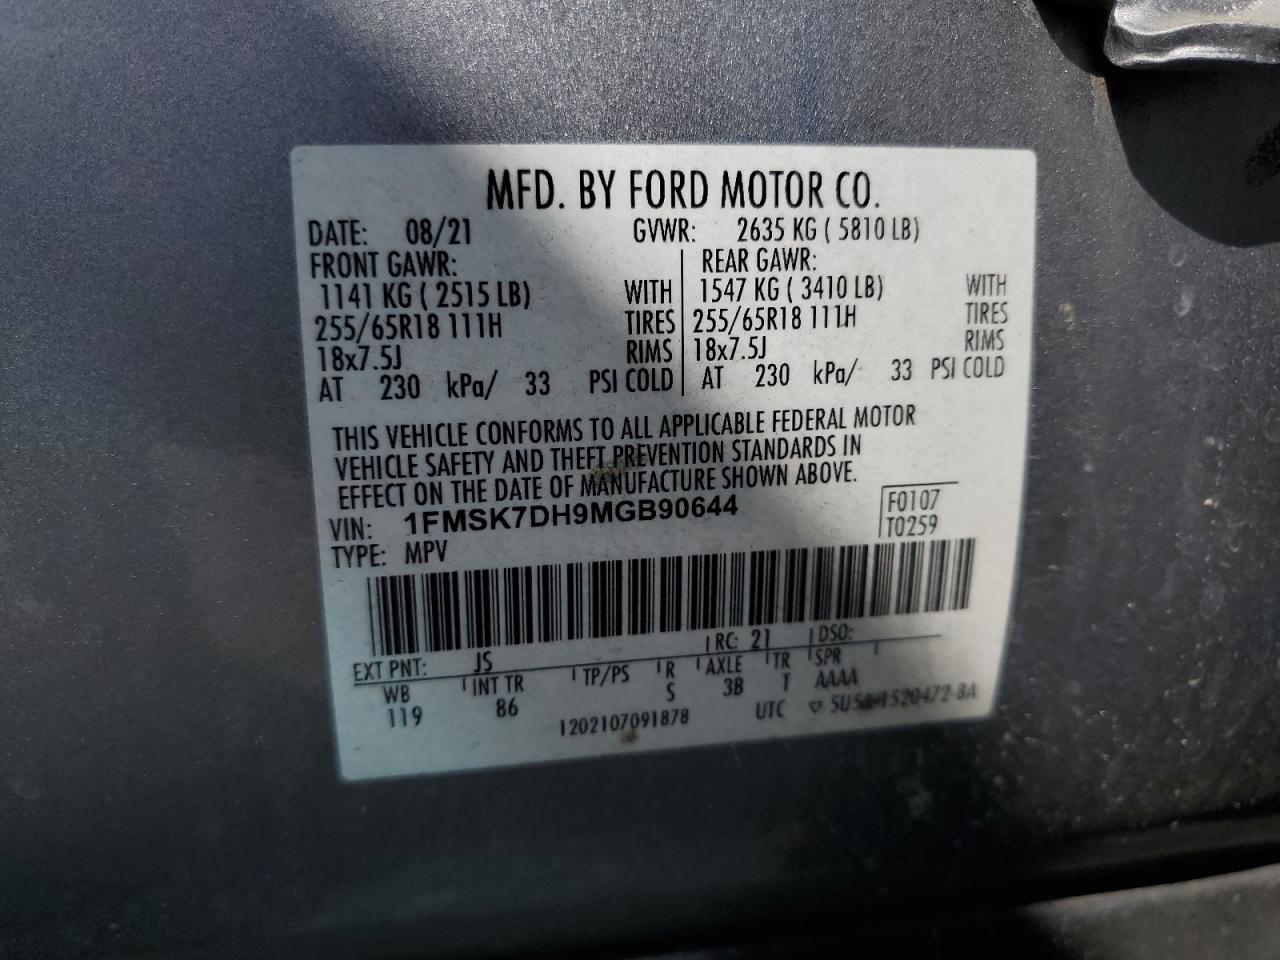 MFD. BY FORD MOTOR CO.
DATE: 08/21 GVWR: 2635 KG ( 5810 LB)
FRONT GAWR: REAR GAWR:
1141 KG ( 2515 LB) WITH 1547 KG ( 3410 LB) WITH
255/65R18 111H TIRES 255/65R18 111H TIRES
18x7.5J RIMS 18x7.5J RIMS
AT 230 kPa/ 33 PSI COLD AT 230 kPa/ 33 PSI COLD
THIS VEHICLE CONFORMS TO ALL APPLICABLE FEDERAL MOTOR
VEHICLE SAFETY AND THEFT PREVENTION STANDARDS IN
EFFECT ON THE DATE OF MANUFACTURE SHOWN ABOVE.
VIN: 1FMSK7DH9MGB90644 F0107
TYPE: MPV T0259
EXT PNT: JS RC: 21 DSO:
WB INT TR TP/PS R AXLE TR SPR
119 86 S 3B T AAAA
1202107091878 UTC